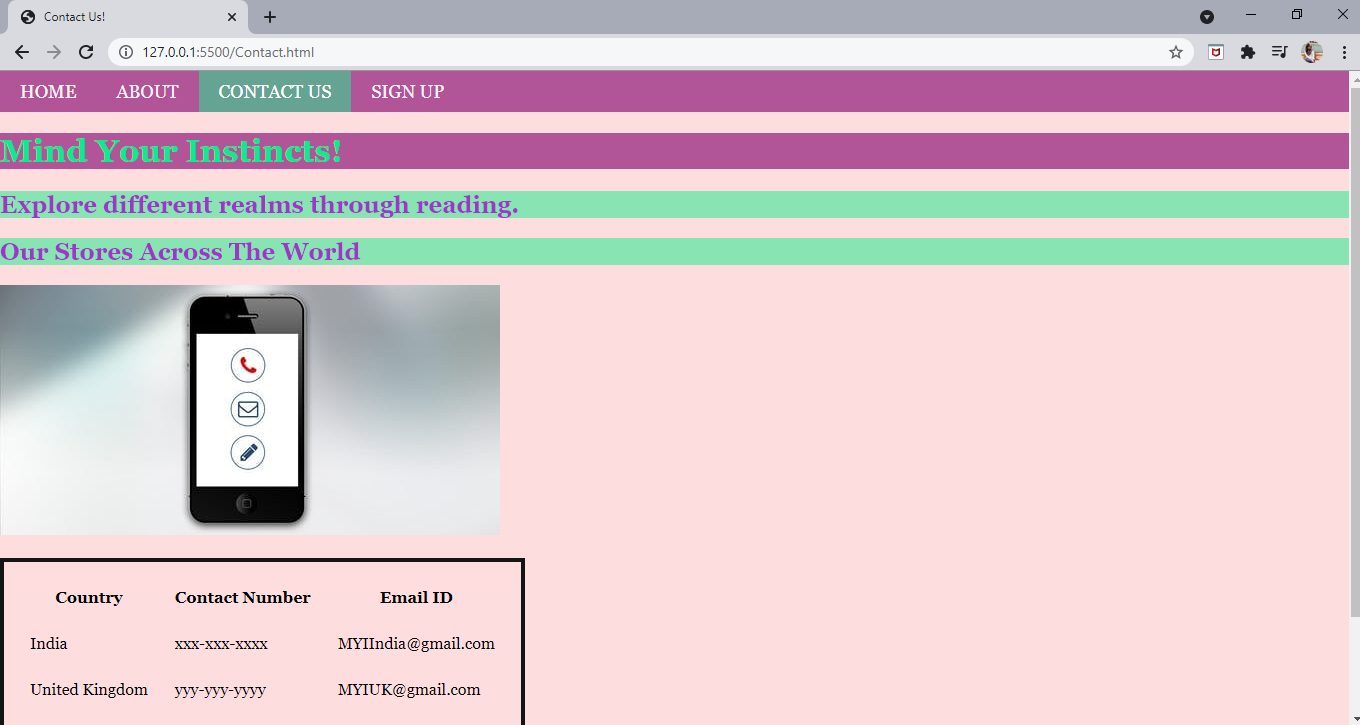 Contact Us!
127.0.0.1:5500/Contact.html
HOME ABOUT CONTACT US SIGN UP
Mind Your Instincts!
Explore different realms through reading.
Our Stores Across The World
Country Contact Number Email ID
India xxx-xxx-xxxx MYIIndia@gmail.com
United Kingdom yyy-yyy-yyyy MYIUK@gmail.com